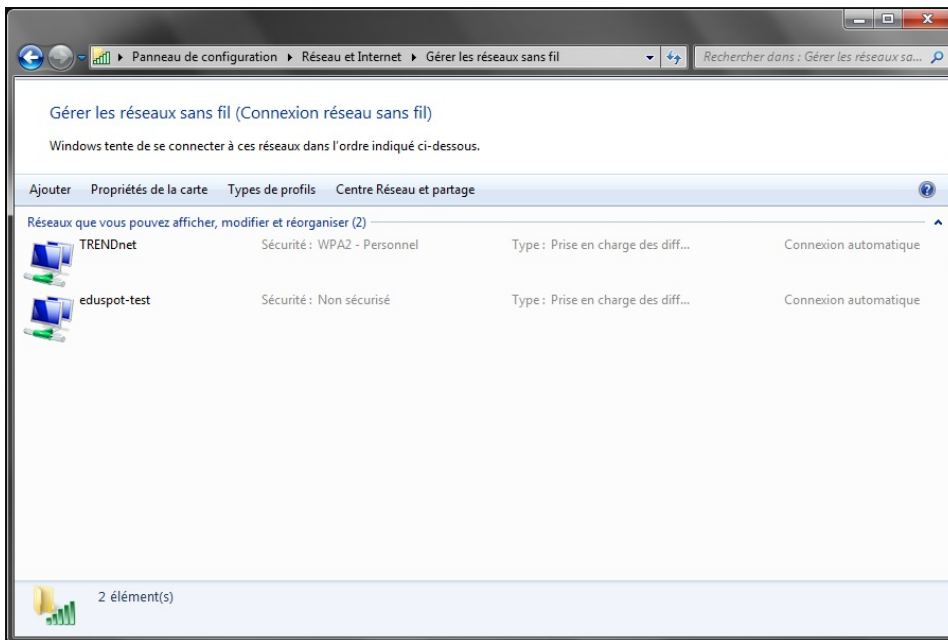 Panneau de configuration ▸ Réseau et Internet ▸ Gérer les réseaux sans fil
Rechercher dans : Gérer les réseaux sa...
Gérer les réseaux sans fil (Connexion réseau sans fil)
Windows tente de se connecter à ces réseaux dans l'ordre indiqué ci-dessous.
Ajouter Propriétés de la carte Types de profils Centre Réseau et partage
Réseaux que vous pouvez afficher, modifier et réorganiser (2)
TRENDnet Sécurité : WPA2 - Personnel Type : Prise en charge des diff... Connexion automatique
eduspot-test Sécurité : Non sécurisé Type : Prise en charge des diff... Connexion automatique
2 élément(s)